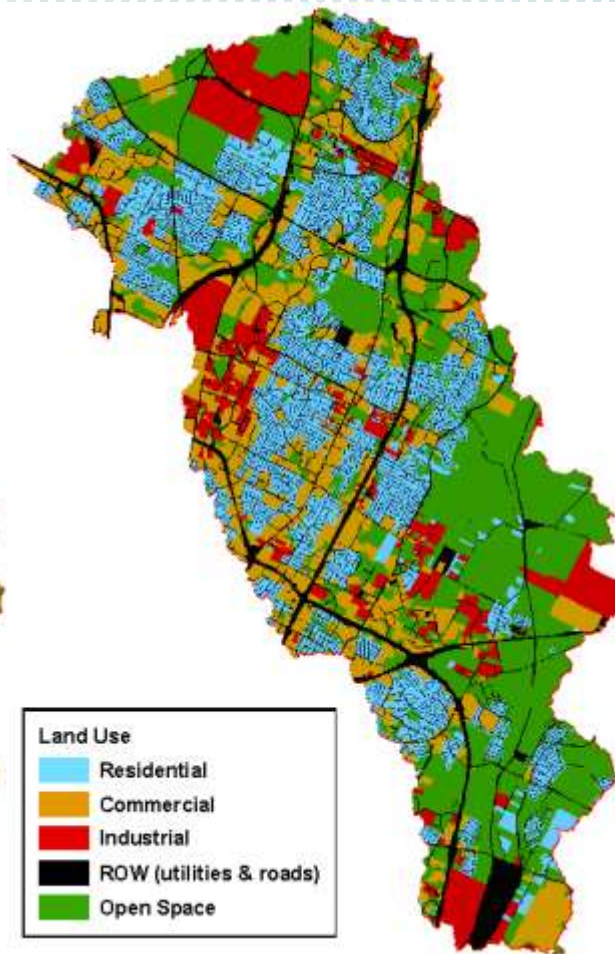 Land Use
Residential
Commercial
Industrial
ROW (utilities & roads)
Open Space